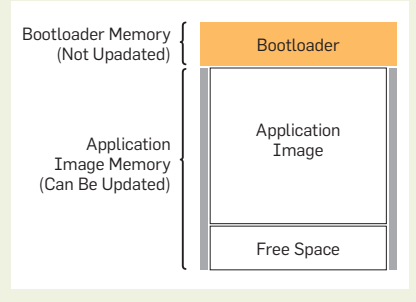 Bootloader Memory
(Not Upadated)
Bootloader
Application
Image Memory
(Can Be Updated)
Application
Image
Free Space